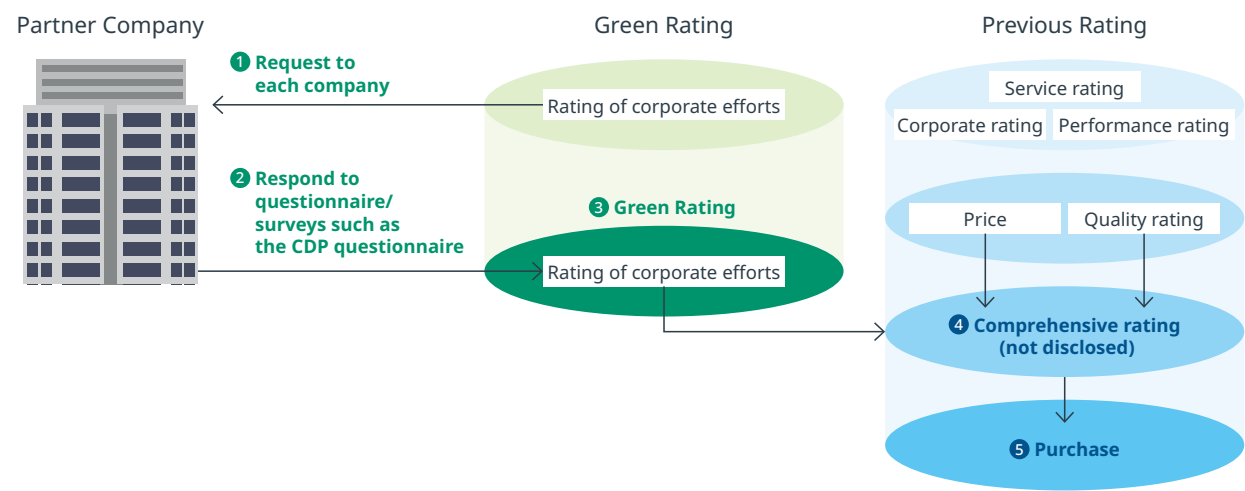 Partner Company
Green Rating
Previous Rating
1 Request to
each company
Rating of corporate efforts
Service rating
Corporate rating
Performance rating
2 Respond to
questionnaire/
surveys such as
the CDP questionnaire
3 Green Rating
Rating of corporate efforts
Price
Quality rating
4 Comprehensive rating
(not disclosed)
5 Purchase